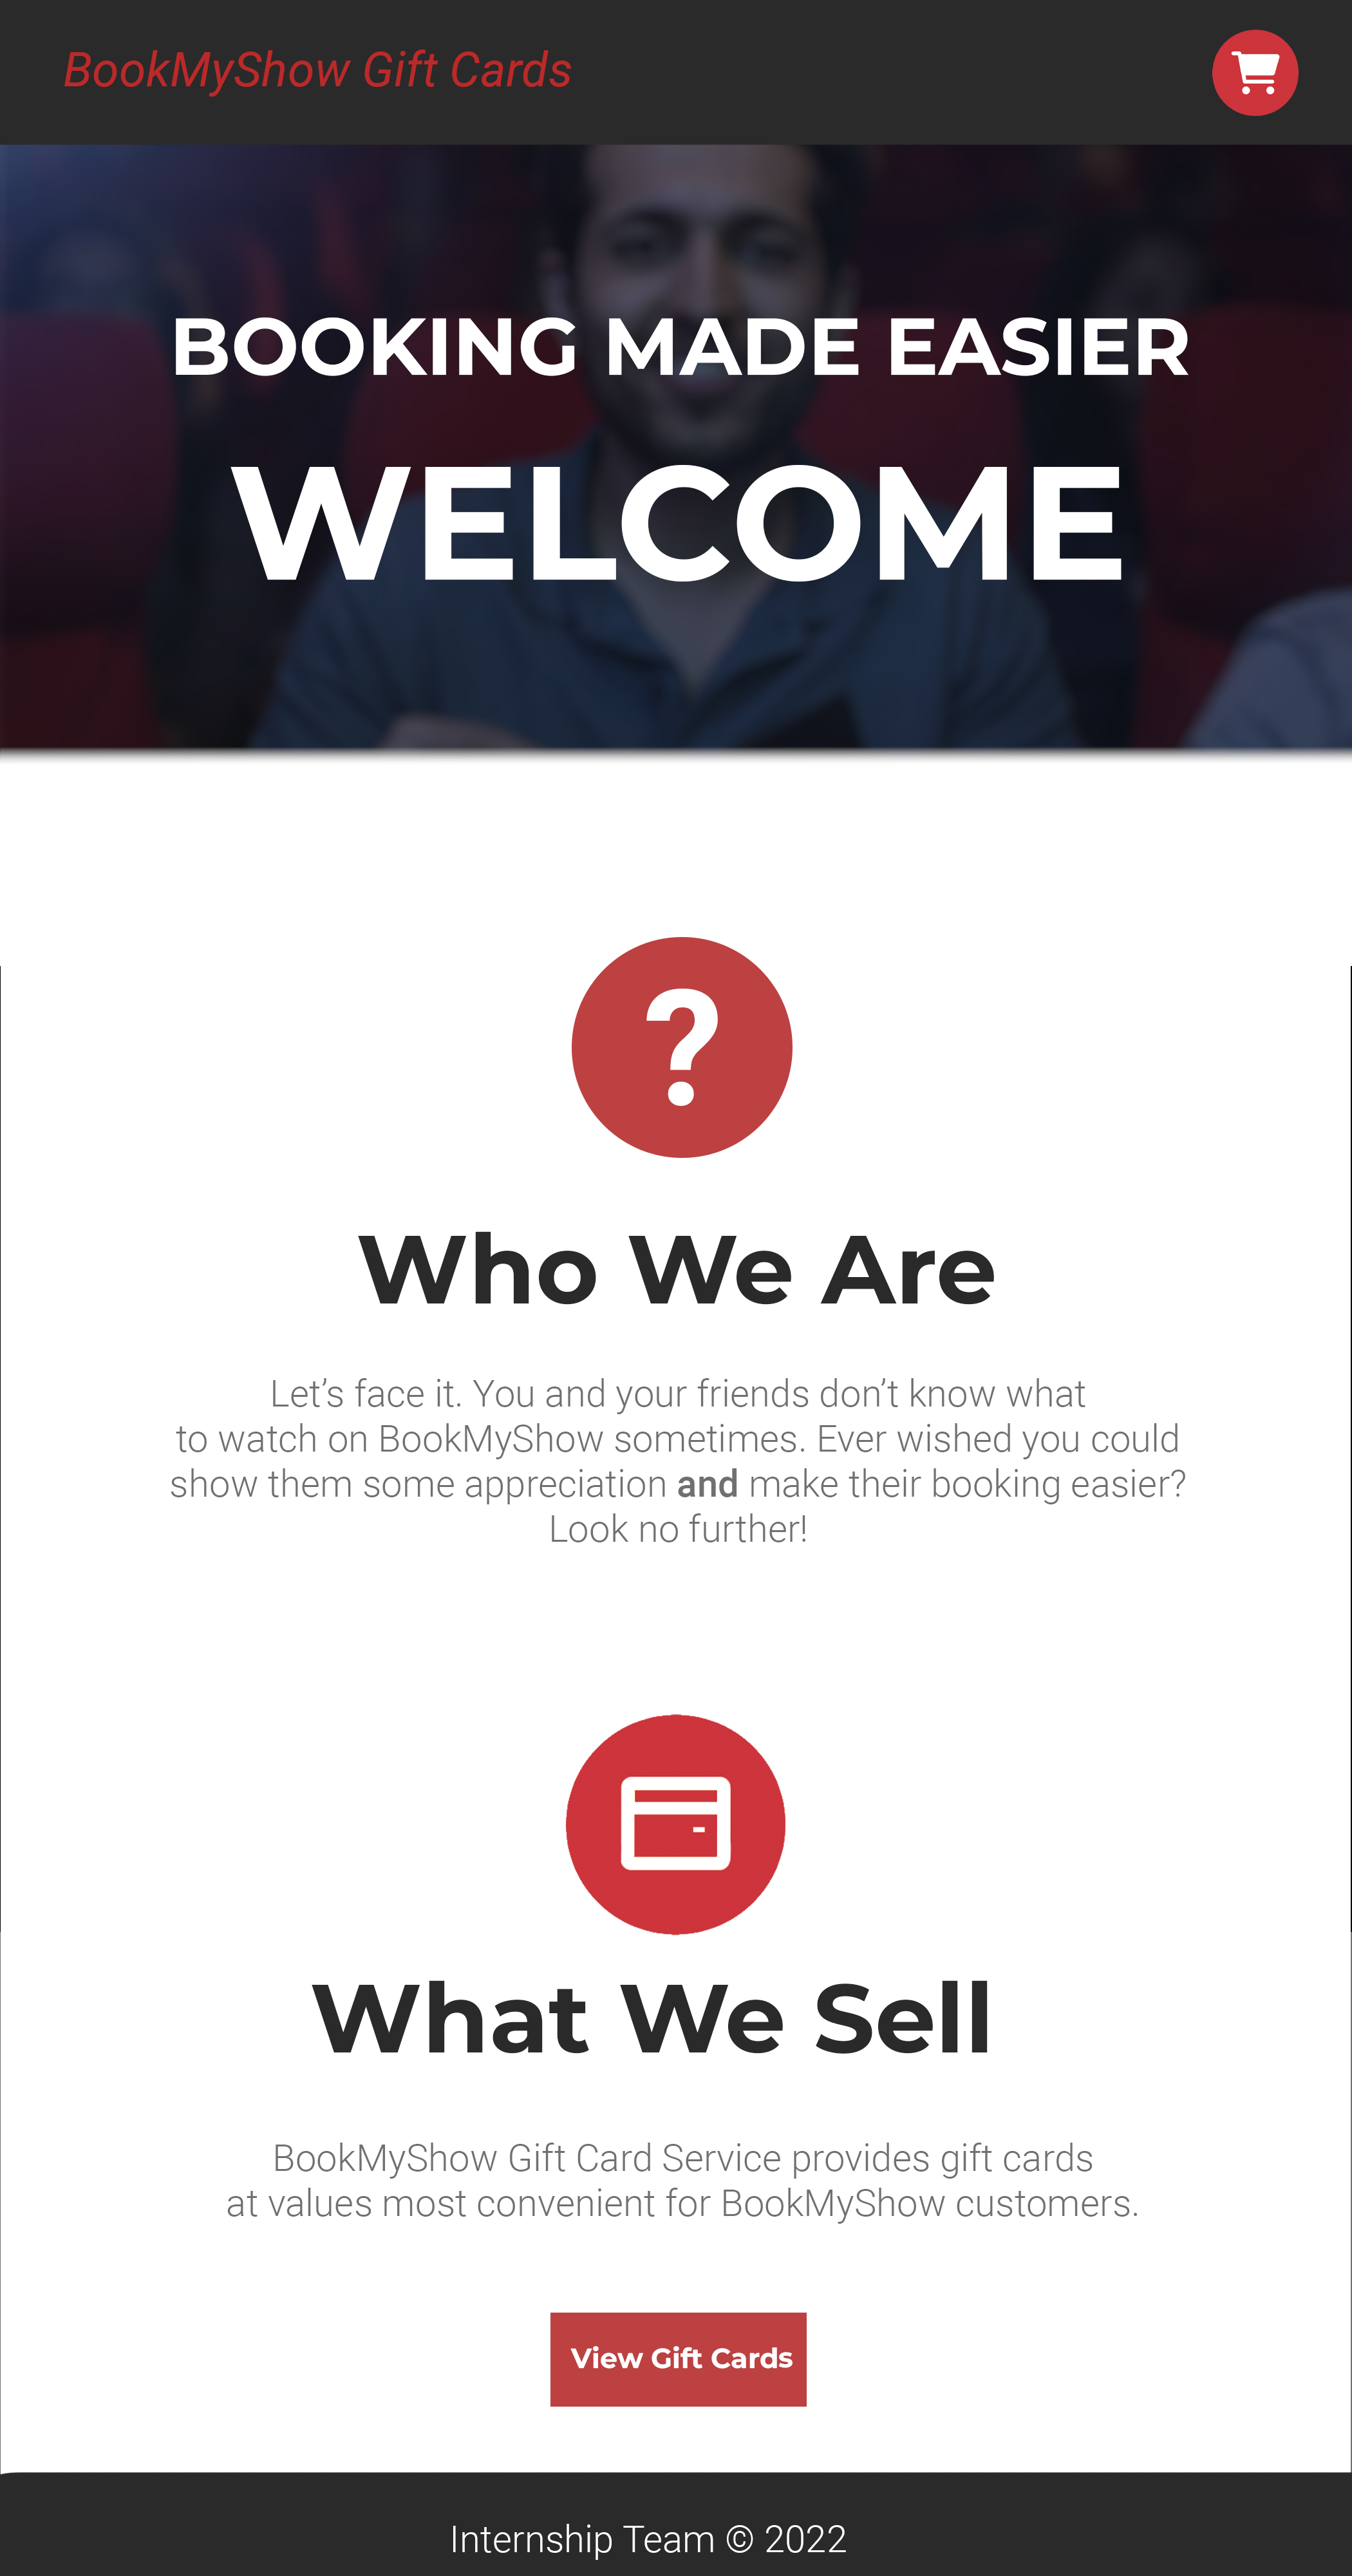 BookMyShow Gift Cards
BOOKING MADE EASIER
WELCOME
?
Who We Are
Let’s face it. You and your friends don’t know what
to watch on BookMyShow sometimes. Ever wished you could
show them some appreciation and make their booking easier?
Look no further!
What We Sell
BookMyShow Gift Card Service provides gift cards
at values most convenient for BookMyShow customers.
View Gift Cards
Internship Team © 2022